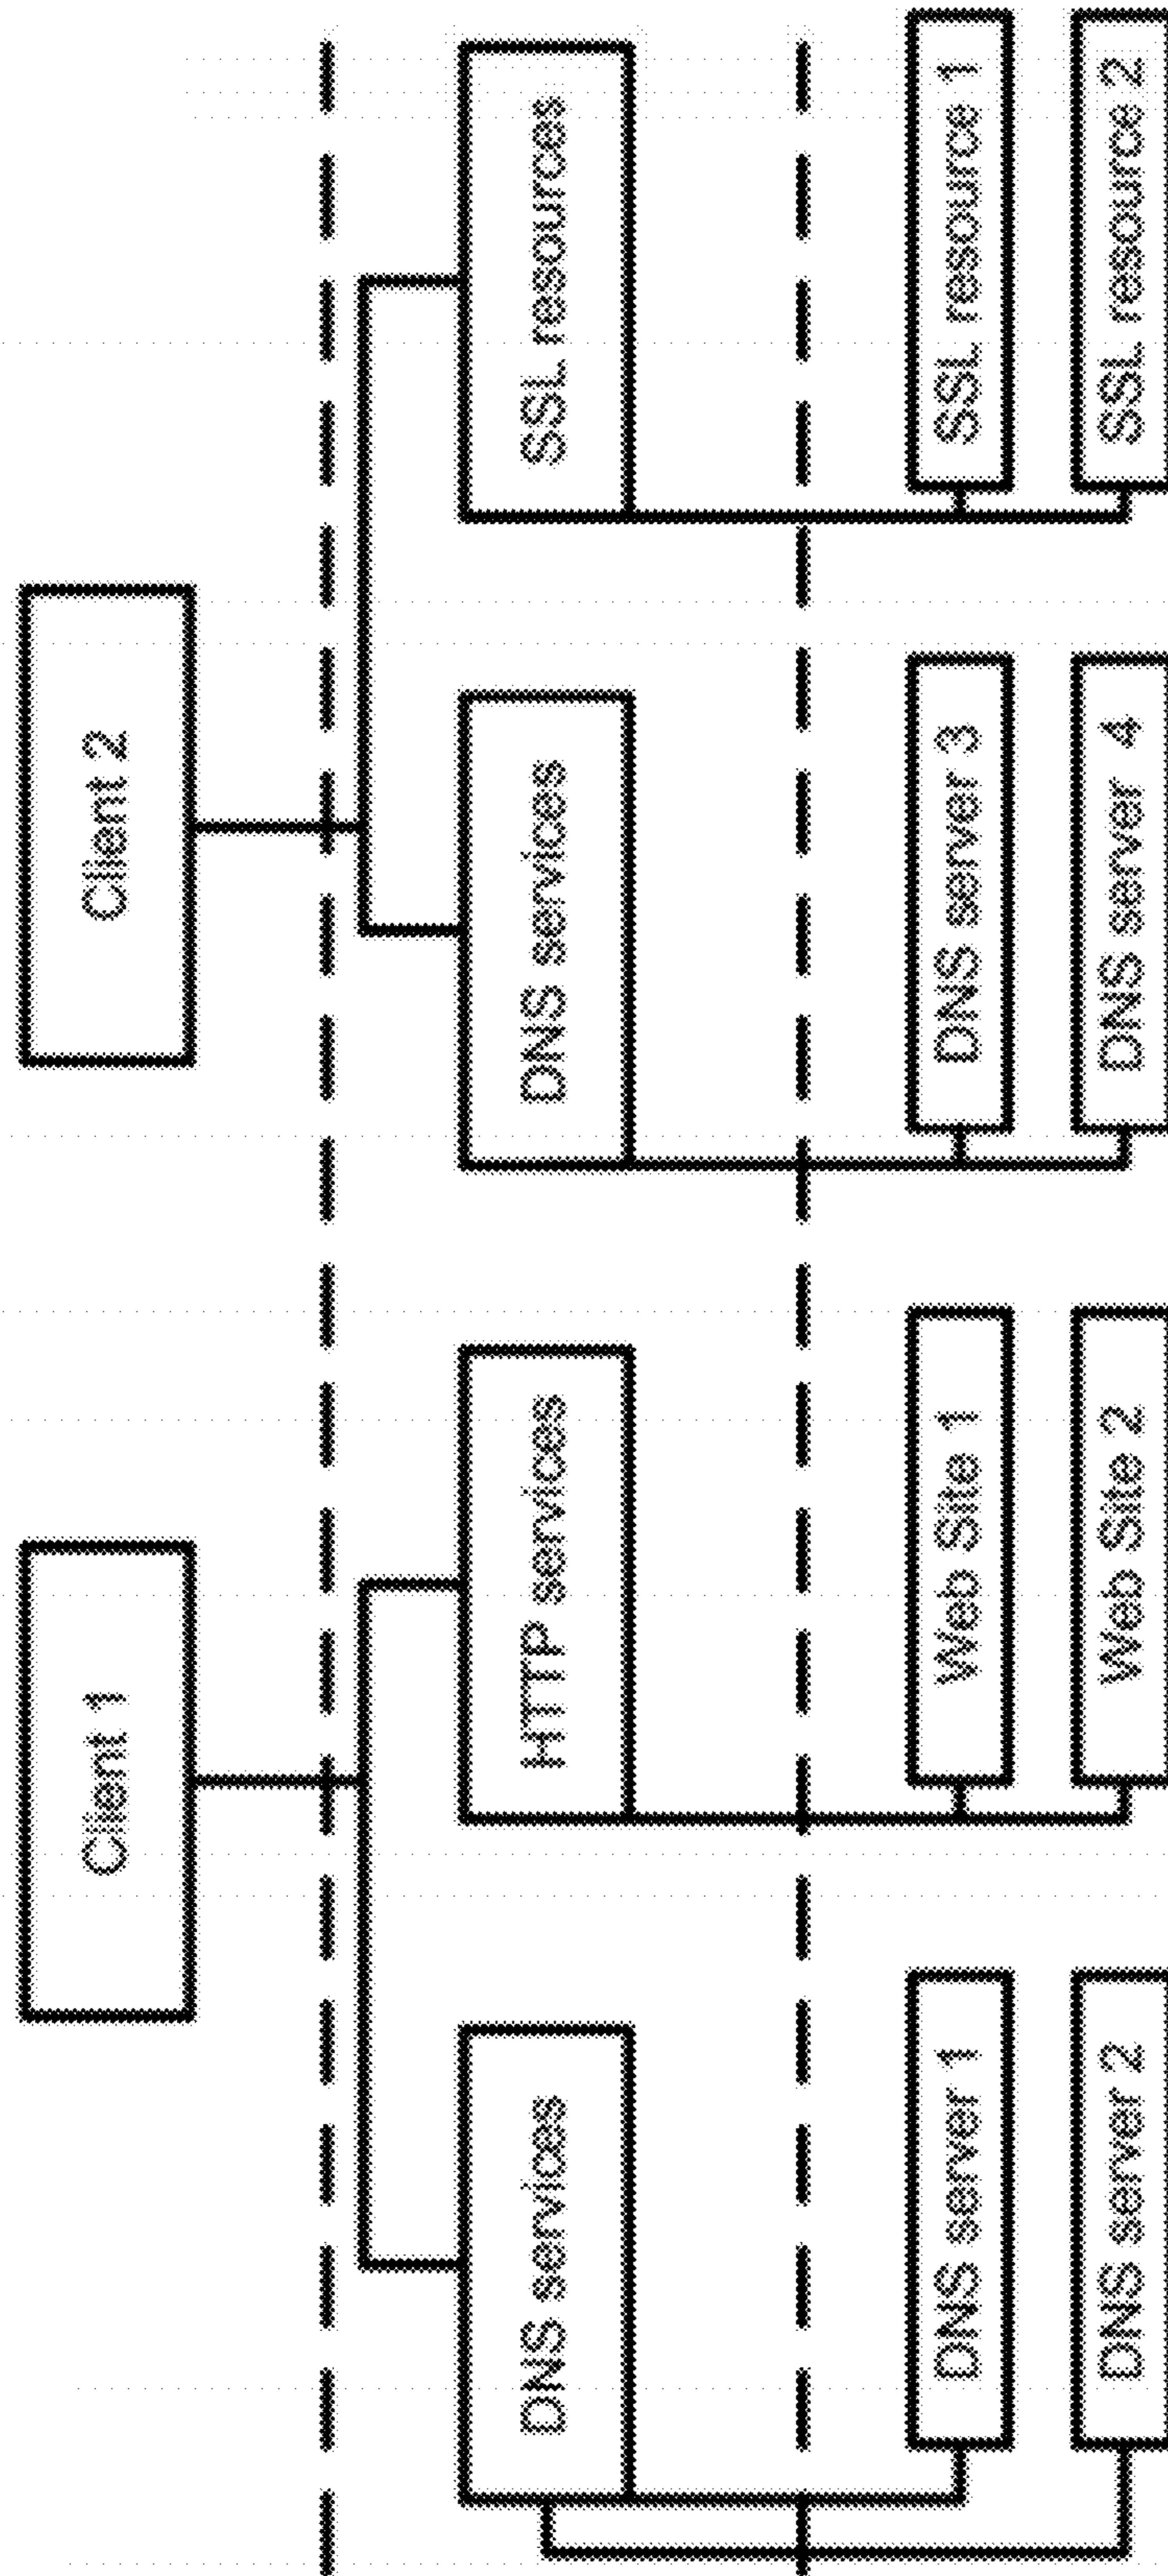 Client 1
Client 2
DNS services
HTTP services
DNS services
SSL resources
DNS server 1
Web Site 1
DNS server 3
SSL resource 1
DNS server 2
Web Site 2
DNS server 4
SSL resource 2